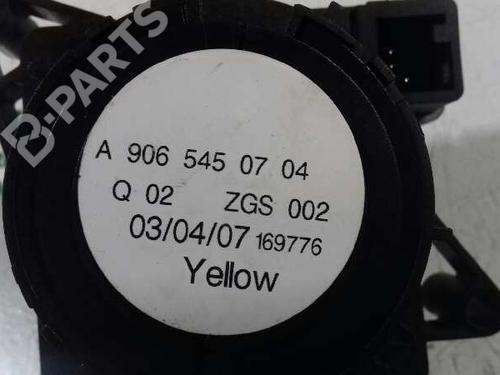 B-PARTS
A 906 545 07 04
Q 02 ZGS 002
03/04/07 169776
Yellow